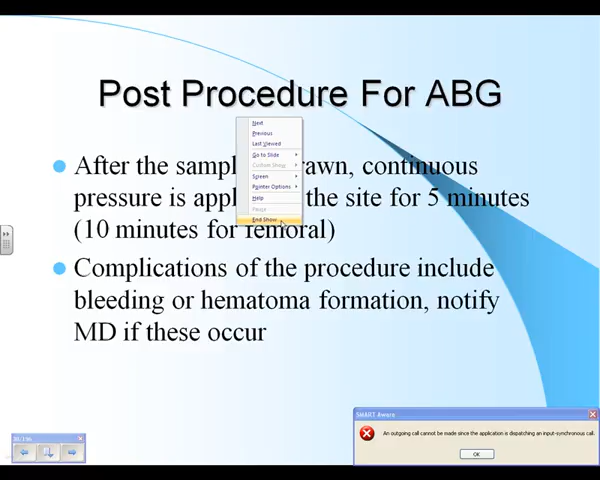 Post Procedure For ABG
After the sampl rawn, continuous
pressure is appl the site for 5 minutes
(10 minutes for femoral)
Complications of the procedure include
bleeding or hematoma formation, notify
MD if these occur
Next
Previous
Last Viewed
Go to Slide
Custom Show
Screen
Pointer Options
Help
Pause
End Show
SMART Aware
An outgoing call cannot be made since the application is dispatching an input-synchronous call.
OK